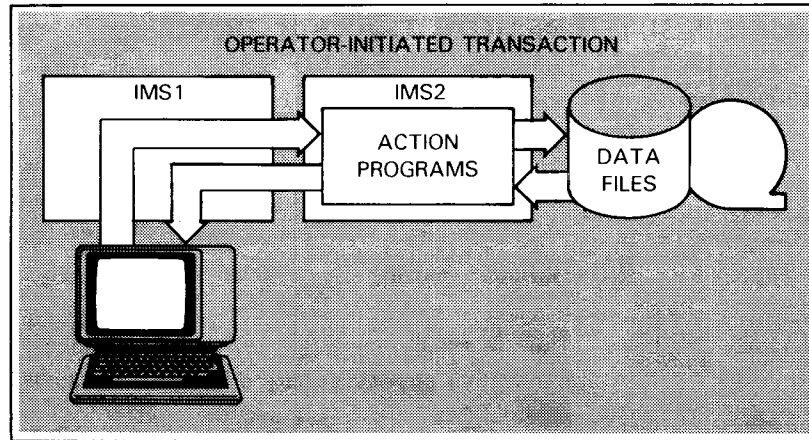 OPERATOR-INITIATED TRANSACTION
IMS1
IMS2
ACTION
PROGRAMS
DATA
FILES